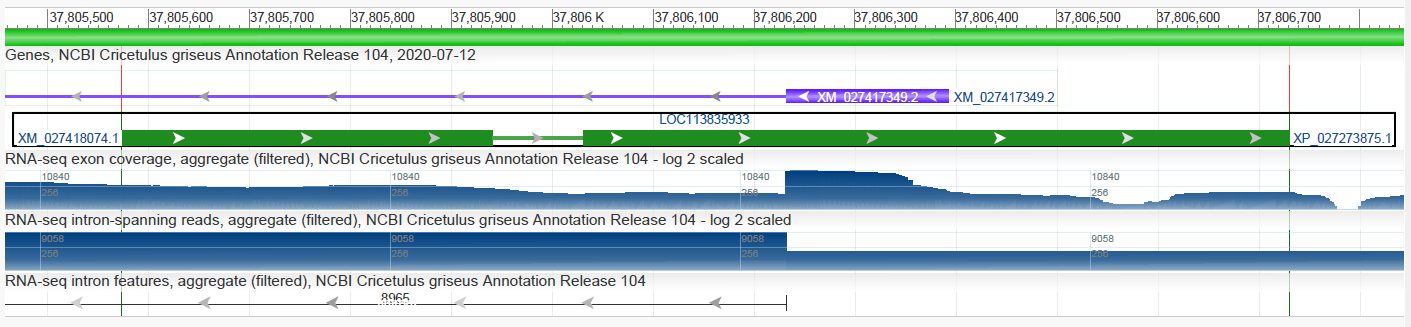 37,805,500 37,805,600 37,805,700 37,805,800 37,805,900 37,806 K 37,806,100 37,806,200 37,806,300 37,806,400 37,806,500 37,806,600 37,806,700
Genes, NCBI Cricetulus griseus Annotation Release 104, 2020-07-12
XM_027417349.2 XM_027417349.2
LOC113835933
XM_027418074.1 XP_027273875.1
RNA-seq exon coverage, aggregate (filtered), NCBI Cricetulus griseus Annotation Release 104 - log 2 scaled
10840 10840 10840 10840
256 256 256 256
RNA-seq intron-spanning reads, aggregate (filtered), NCBI Cricetulus griseus Annotation Release 104 - log 2 scaled
9058 9058 9058 9058
256 256 256 256
RNA-seq intron features, aggregate (filtered), NCBI Cricetulus griseus Annotation Release 104
8965